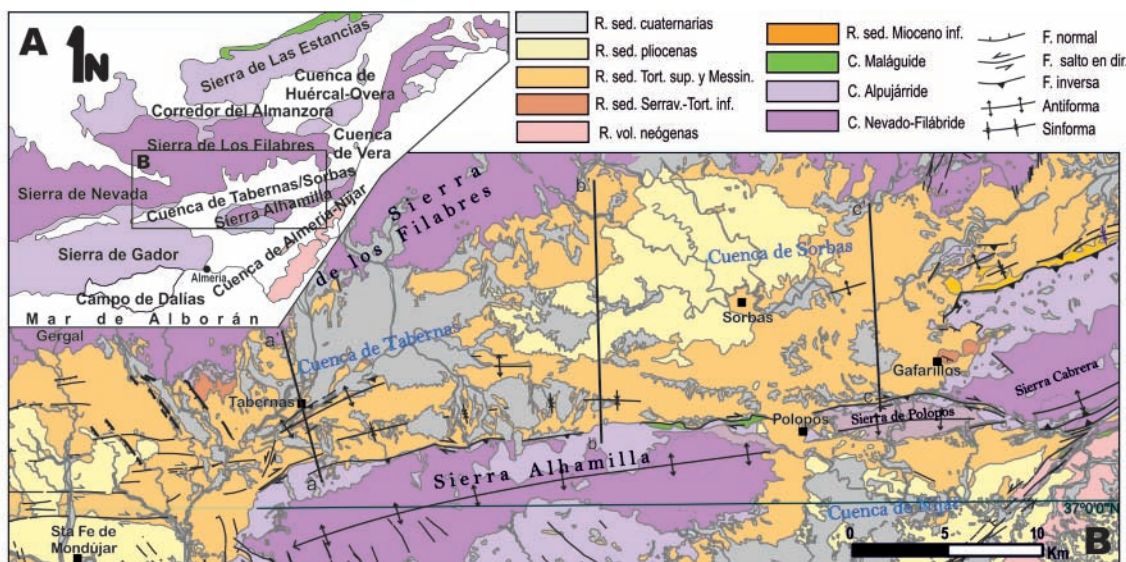 A
N
Sierra de Las Estancias
Cuenca de
Huércal-Overa
Corredor del Almanzora
Cuenca
de Vera
Sierra de Los Filabres
B
Sierra de Nevada
Cuenca de Tabernas/Sorbas
Sierra Alhamilla
Cuenca de Almería-Níjar
Sierra de Gador
Almería
Campo de Dalías
Mar de Alborán
R. sed. cuaternarias
R. sed. pliocenas
R. sed. Tort. sup. y Messin.
R. sed. Serrav.-Tort. inf.
R. vol. neógenas
R. sed. Mioceno inf.
C. Maláguide
C. Alpujárride
C. Nevado-Filábride
F. normal
F. salto en dir.
F. inversa
Antiforma
Sinforma
Sierra
de los Filabres
b'
c'
Cuenca de Sorbas
Sorbas
Gergal
a'
Cuenca de Tabernas
Tabernas
Gafarillos
Sierra Cabrera
c
Polopos
Sierra de Polopos
b
a
Sierra Alhamilla
37°0'0"N
Cuenca de Níjar
Sta Fe de
Mondújar
0 5 10
Km
B